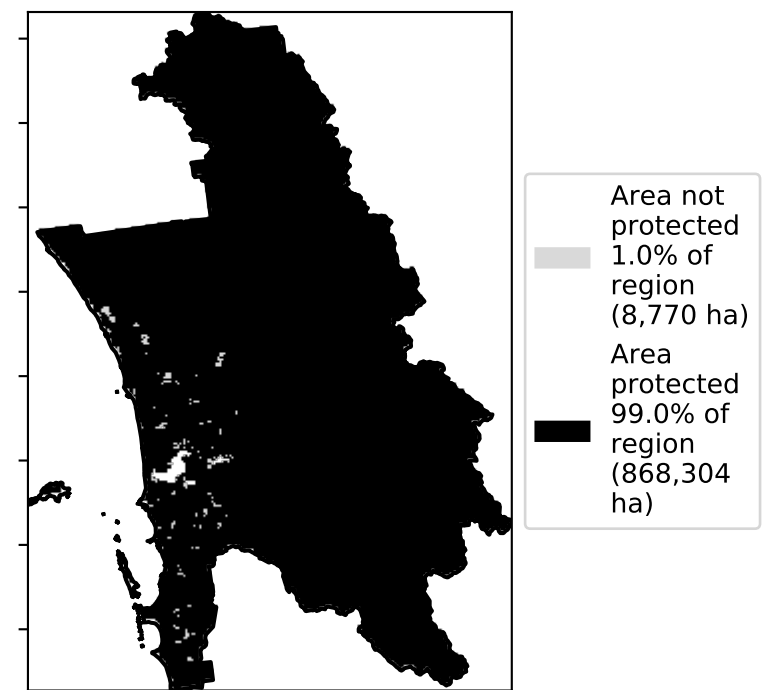 Area not
protected
1.0% of
region
(8,770 ha)
Area
protected
99.0% of
region
(868,304
ha)